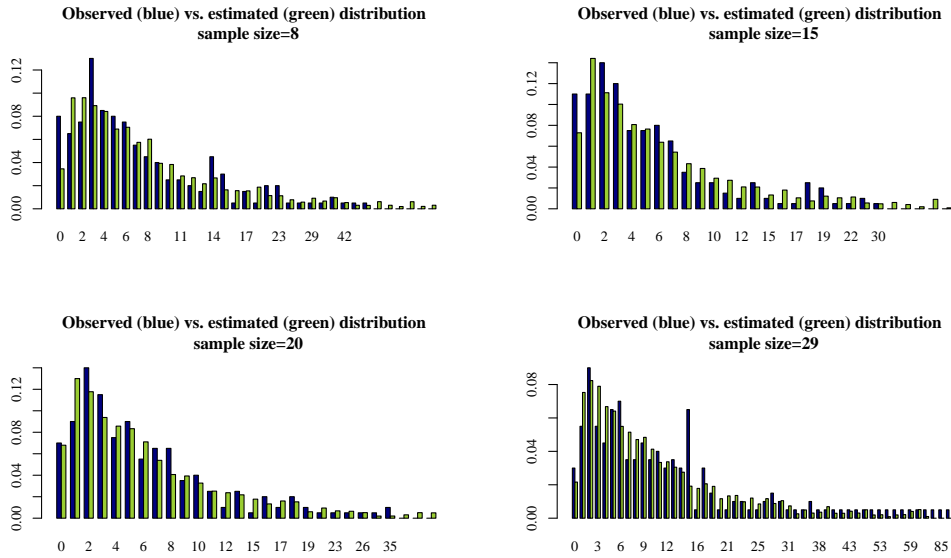 Observed (blue) vs. estimated (green) distribution
sample size=8
0.00 0.04 0.08 0.12
0 2 4 6 8 11 14 17 23 29 42
Observed (blue) vs. estimated (green) distribution
sample size=15
0.00 0.04 0.08 0.12
0 2 4 6 8 10 12 15 17 19 22 30
Observed (blue) vs. estimated (green) distribution
sample size=20
0.00 0.04 0.08 0.12
0 2 4 6 8 10 12 14 16 18 22 26 35
Observed (blue) vs. estimated (green) distribution
sample size=29
0.00 0.04 0.08
0 3 6 9 12 16 21 25 31 38 43 53 59 85